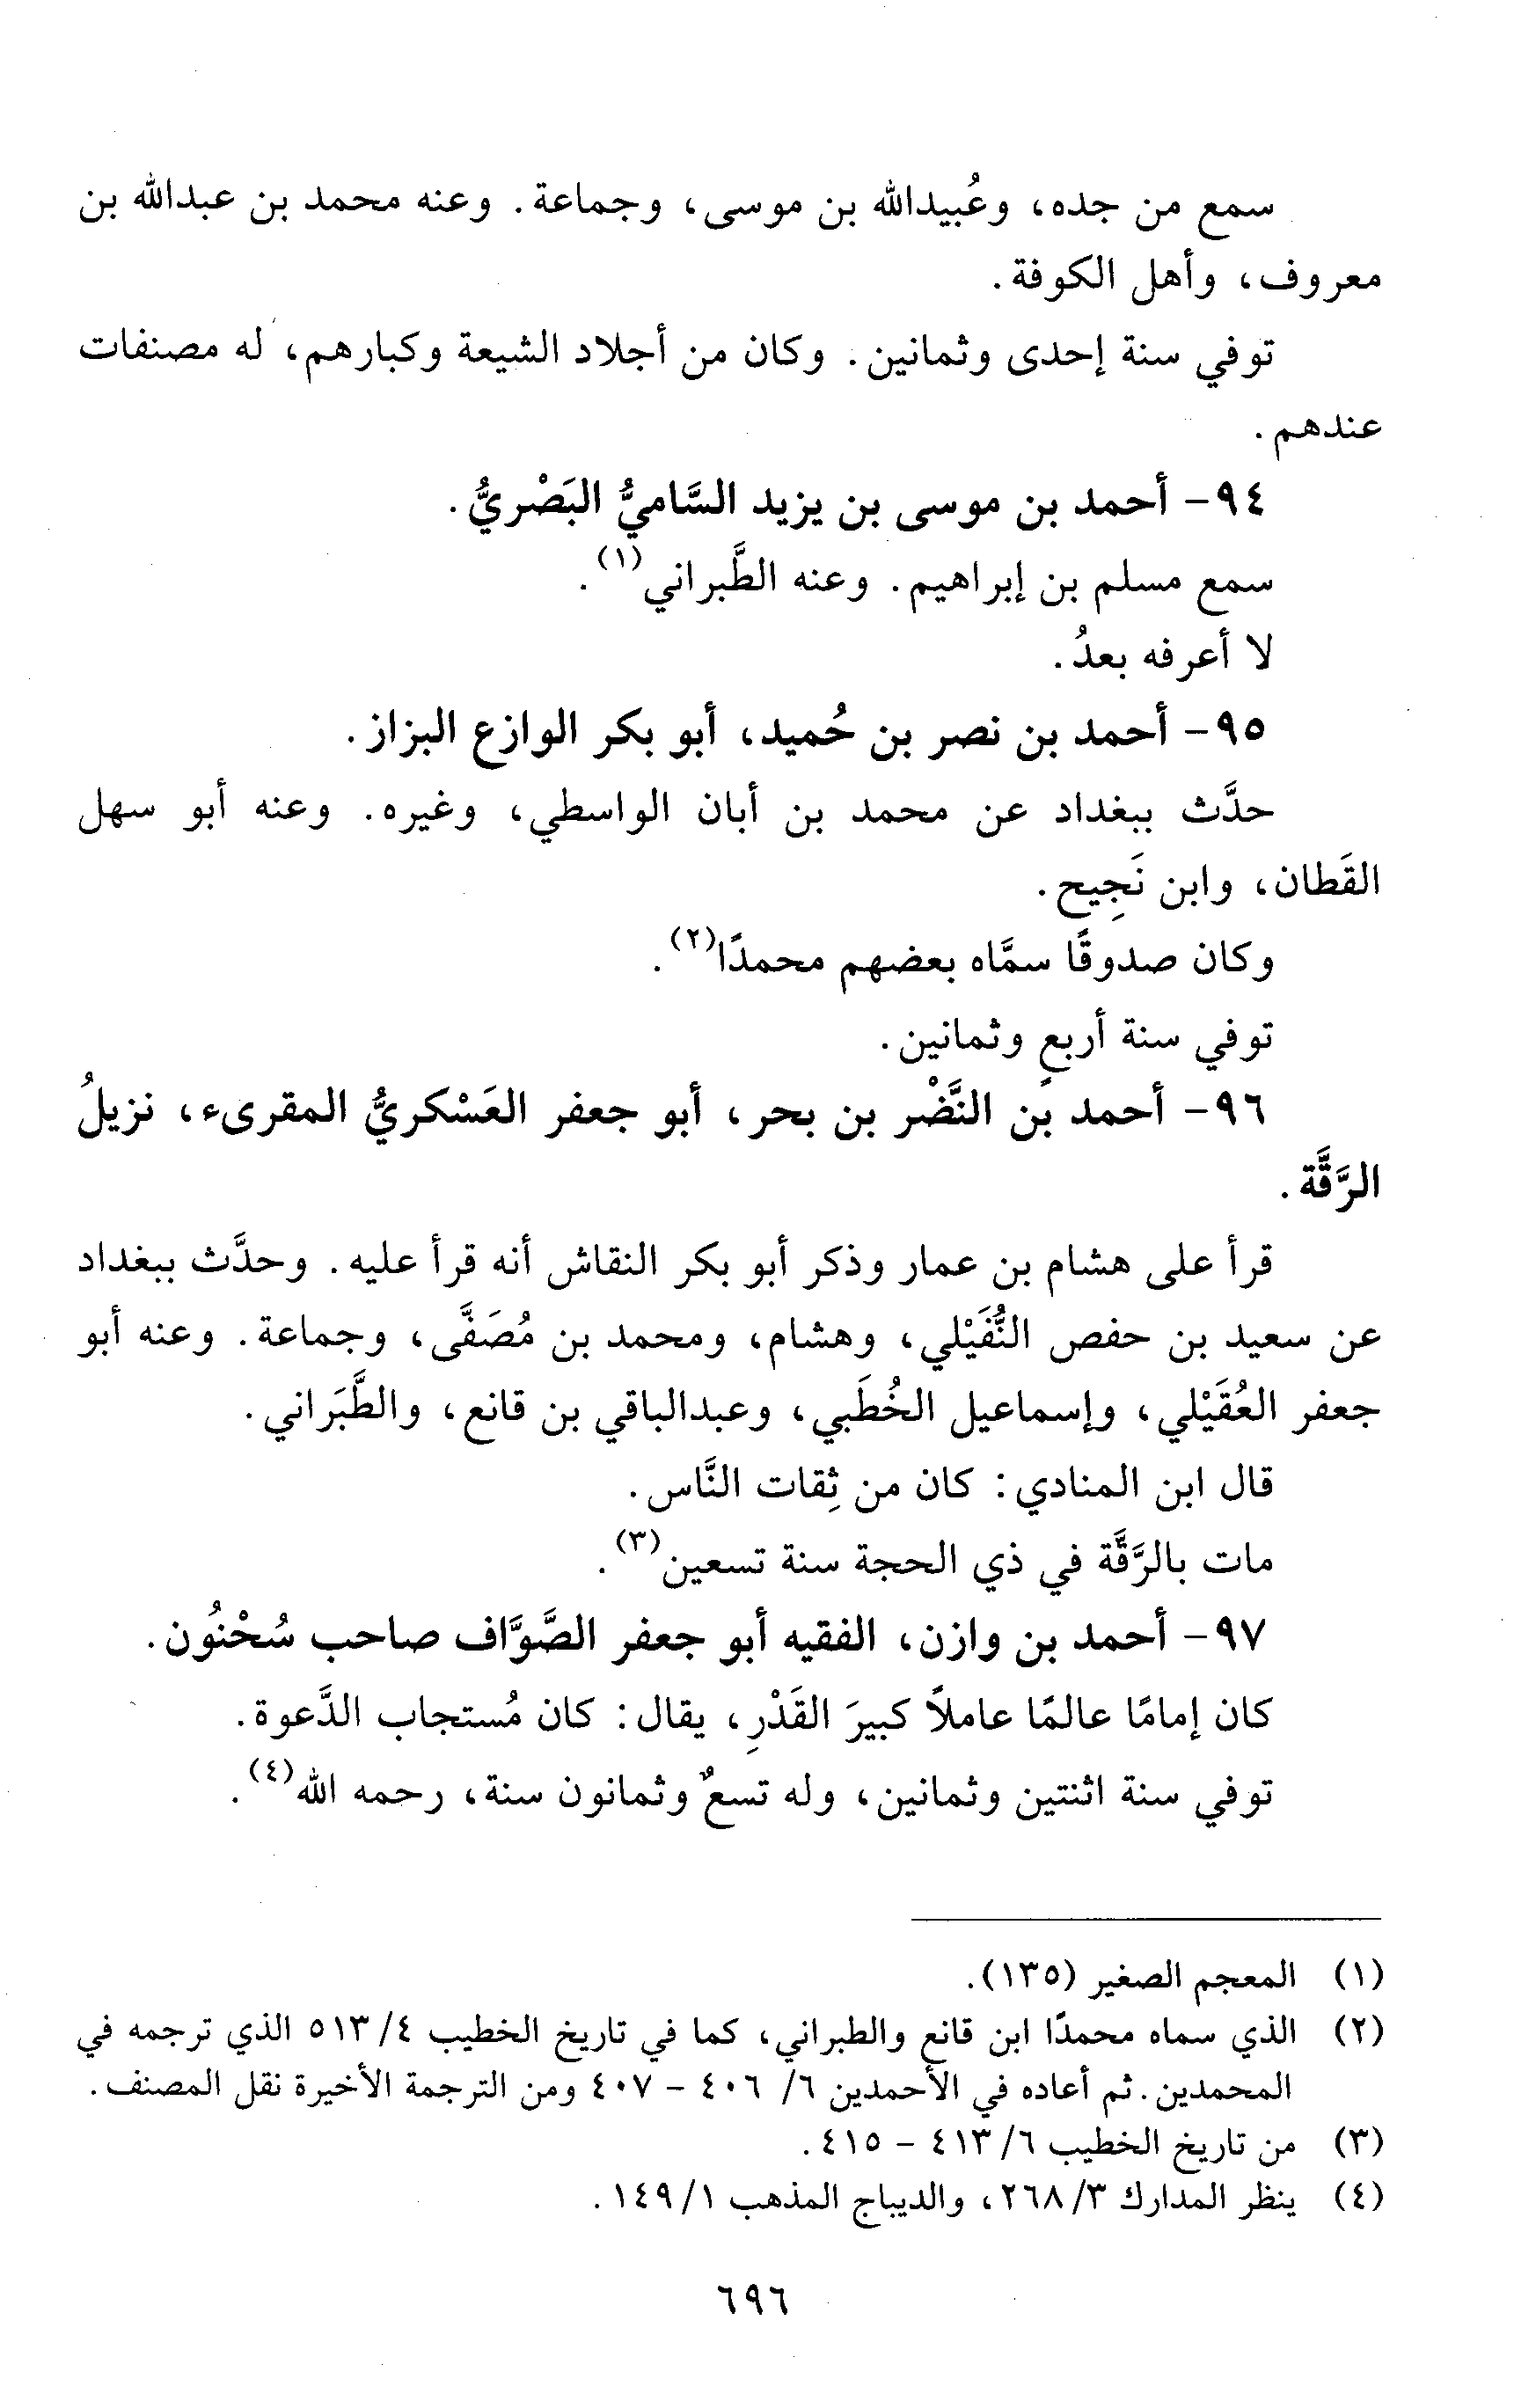 سمع من جده، وعُبيدالله بن موسى، وجماعة. وعنه محمد بن عبدالله بن
معروف، وأهل الكوفة.
توفي سنة إحدى وثمانين. وكان من أجلاد الشيعة وكبارهم، له مصنفات
عندهم.
٩٤- أحمد بن موسى بن يزيد السَّاميُّ البَصْريُّ.
سمع مسلم بن إبراهيم. وعنه الطَّبراني(١).
لا أعرفه بعدُ.
٩٥- أحمد بن نصر بن حُميد، أبو بكر الوازع البزاز.
حدَّث ببغداد عن محمد بن أبان الواسطي، وغيره. وعنه أبو سهل
القَطان، وابن نَجِيح.
وكان صدوقًا سمَّاه بعضهم محمدًا(٢).
توفي سنة أربعٍ وثمانين.
٩٦- أحمد بن النَّضْر بن بحر، أبو جعفر العَسْكريُّ المقرىء، نزيلُ
الرَّقَّة.
قرأ على هشام بن عمار وذكر أبو بكر النقاش أنه قرأ عليه. وحدَّث ببغداد
عن سعيد بن حفص النُّفَيْلي، وهشام، ومحمد بن مُصَفَّى، وجماعة. وعنه أبو
جعفر العُقَيْلي، وإسماعيل الخُطَبي، وعبدالباقي بن قانع، والطَّبَراني.
قال ابن المنادي: كان من ثِقات النَّاس.
مات بالرَّقَّة في ذي الحجة سنة تسعين(٣).
٩٧- أحمد بن وازن، الفقيه أبو جعفر الصَّوَّاف صاحب سُحْنُون.
كان إمامًا عالمًا عاملاً كبيرَ القَدْرِ، يقال: كان مُستجاب الدَّعوة.
توفي سنة اثنتين وثمانين، وله تسعٌ وثمانون سنة، رحمه الله(٤).
(١) المعجم الصغير (١٣٥).
(٢) الذي سماه محمدًا ابن قانع والطبراني، كما في تاريخ الخطيب ٤/ ٥١٣ الذي ترجمه في
المحمدين. ثم أعاده في الأحمدين ٦/ ٤٠٦ - ٤٠٧ ومن الترجمة الأخيرة نقل المصنف.
(٣) من تاريخ الخطيب ٦/ ٤١٣ - ٤١٥.
(٤) ينظر المدارك ٣/ ٢٦٨، والديباج المذهب ١/ ١٤٩.
٦٩٦